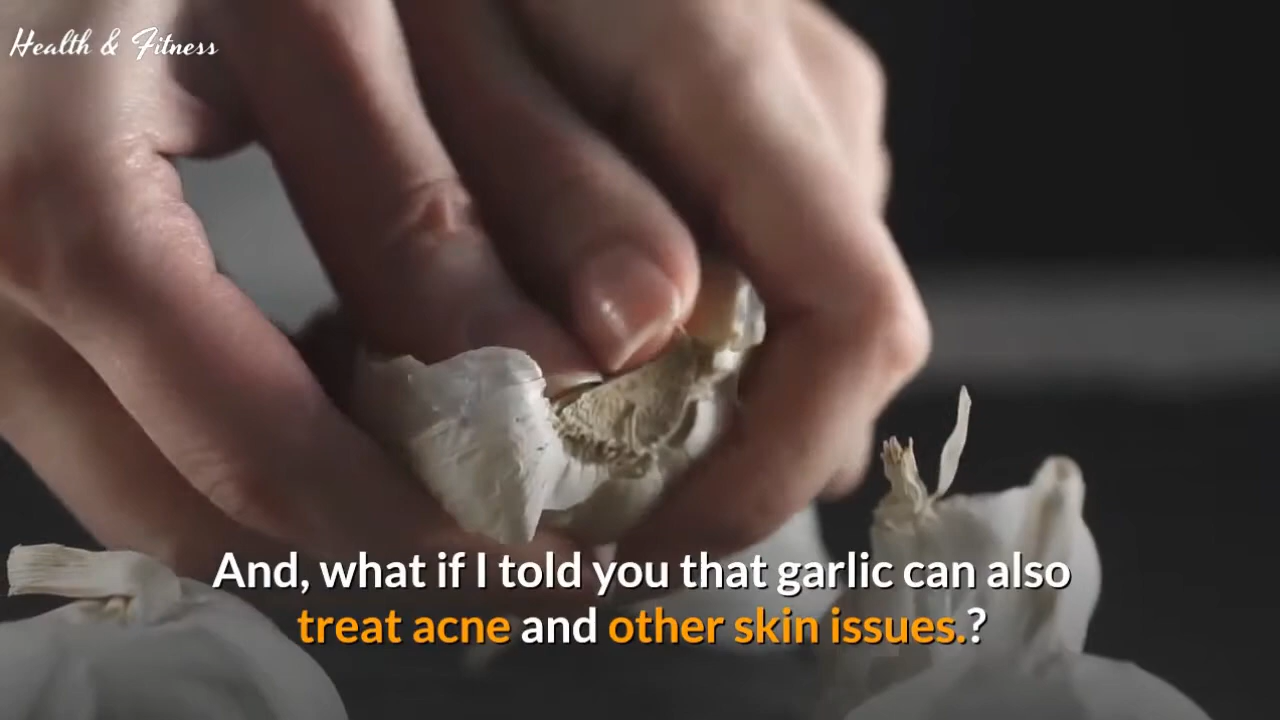 Health & Fitness
And, what if I told you that garlic can also
treat acne and other skin issues.?